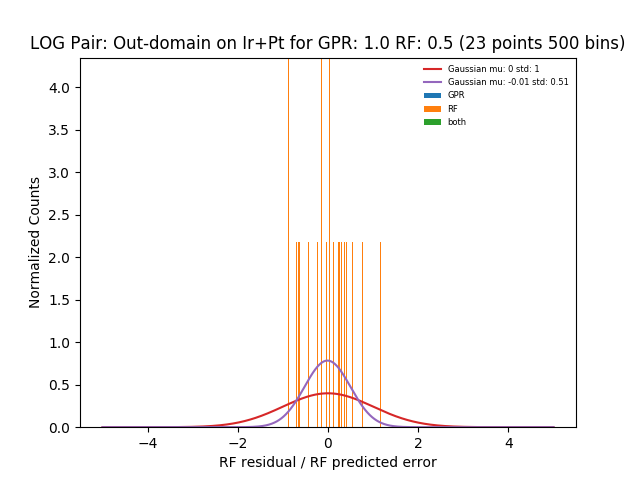 LOG Pair: Out-domain on Ir+Pt for GPR: 1.0 RF: 0.5 (23 points 500 bins)
Gaussian mu: 0 std: 1
Gaussian mu: -0.01 std: 0.51
GPR
RF
both
4.0
3.5
3.0
2.5
2.0
1.5
1.0
0.5
0.0
Normalized Counts
−4
−2
0
2
4
RF residual / RF predicted error